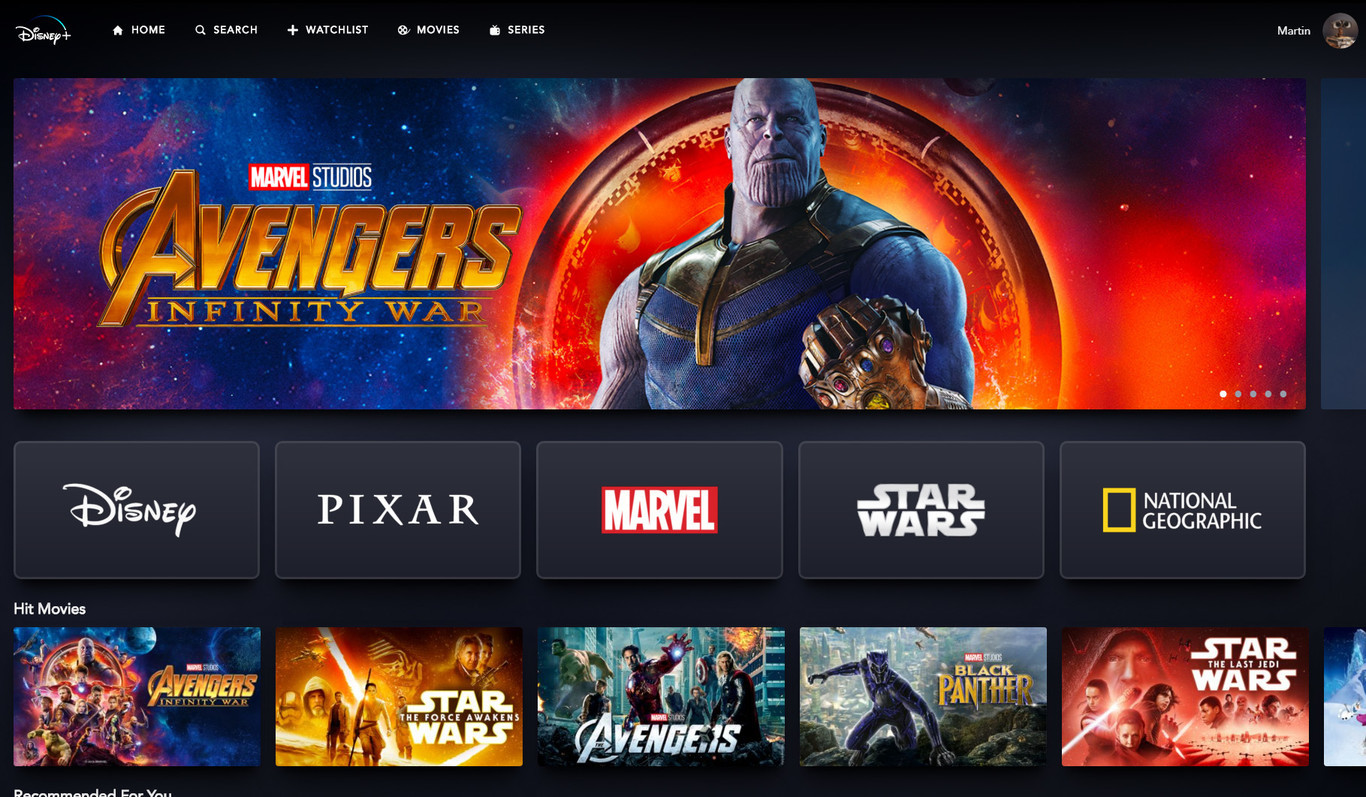 Disney+
HOME
SEARCH
WATCHLIST
MOVIES
SERIES
Martin
MARVEL STUDIOS
AVENGERS
INFINITY WAR
Disney
PIXAR
MARVEL
STAR
WARS
NATIONAL
GEOGRAPHIC
Hit Movies
MARVEL STUDIOS
AVENGERS
INFINITY WAR
STAR
THE FORCE AWAKENS
WARS
MARVEL STUDIOS
THE AVENGERS
MARVEL STUDIOS
BLACK
PANTHER
STAR
THE LAST JEDI
WARS
Recommended For You